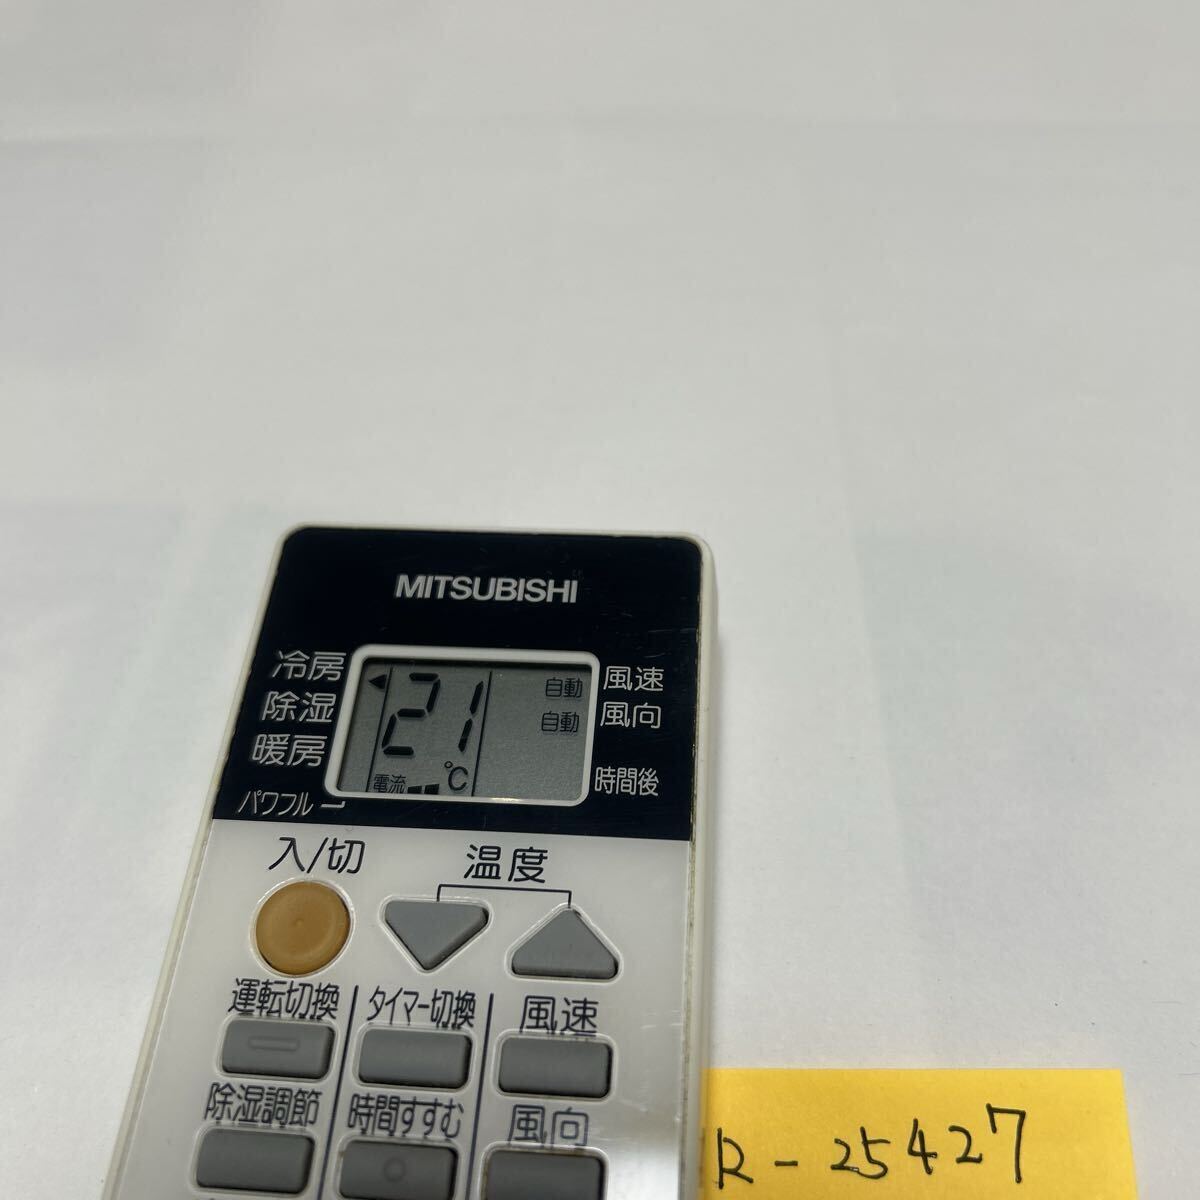 MITSUBISHI
冷房
除湿
暖房
パワフル
21
℃
電流
自動
自動
風速
風向
時間後
入/切
温度
運転切換
タイマー切換
風速
除湿調節
時間すすむ
風向
R-25427